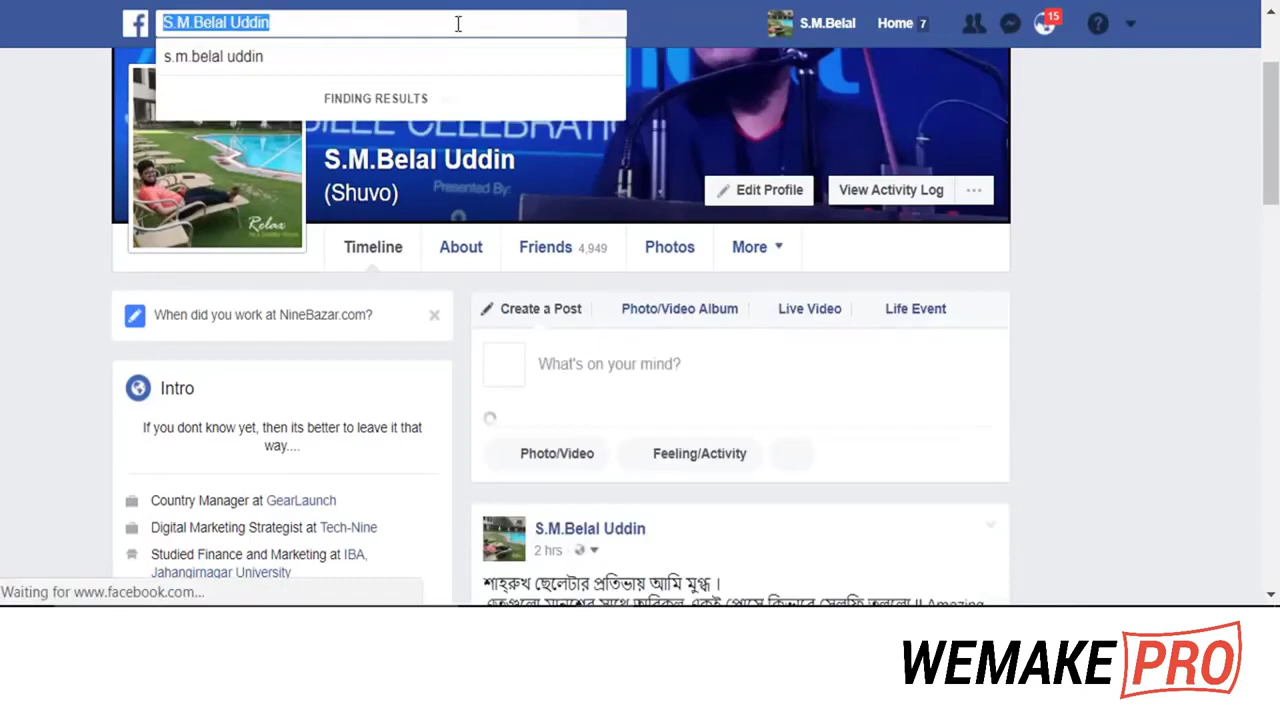 S.M.Belal Uddin
S.M.Belal
Home 7
15
s.m.belal uddin
FINDING RESULTS
S.M.Belal Uddin
(Shuvo)
Presented By:
Relax
Edit Profile
View Activity Log
Timeline
About
Friends 4,949
Photos
More
When did you work at NineBazar.com?
Create a Post
Photo/Video Album
Live Video
Life Event
What's on your mind?
Intro
If you dont know yet, then its better to leave it that
way....
Photo/Video
Feeling/Activity
Country Manager at GearLaunch
Digital Marketing Strategist at Tech-Nine
Studied Finance and Marketing at IBA,
Jahangirnagar University
S.M.Belal Uddin
2 hrs
শাহরুখ ছেলেটার প্রতিভায় আমি মুগ্ধ ।
Amazing
Waiting for www.facebook.com...
WEMAKE PRO